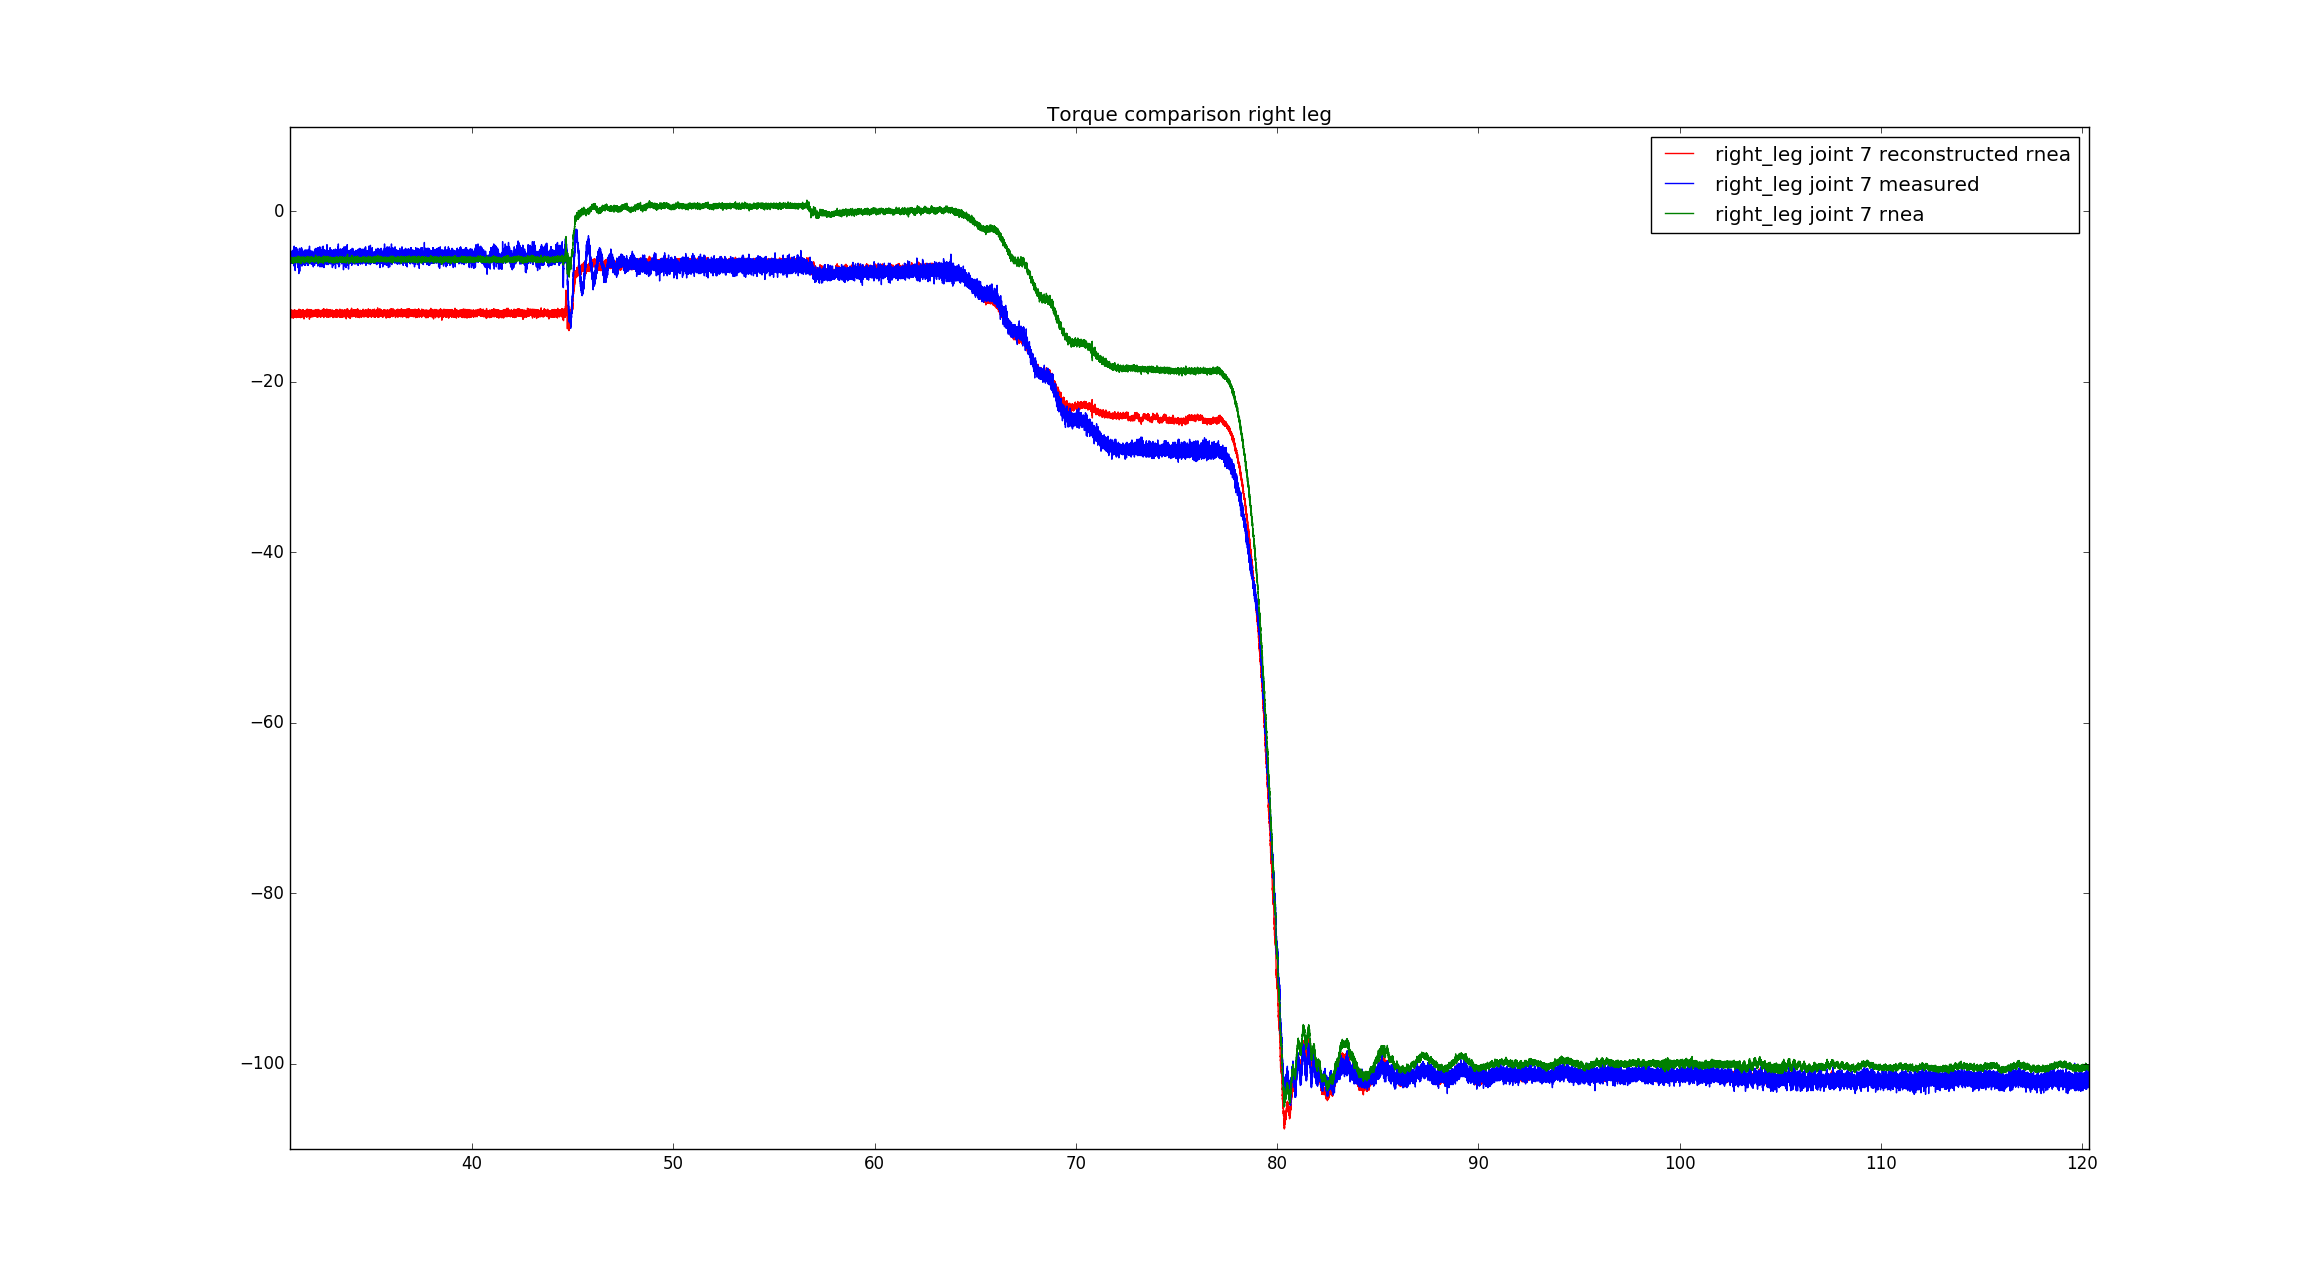 Torque comparison right leg
right_leg joint 7 reconstructed rnea
right_leg joint 7 measured
right_leg joint 7 rnea
0
−20
−40
−60
−80
−100
40 50 60 70 80 90 100 110 120